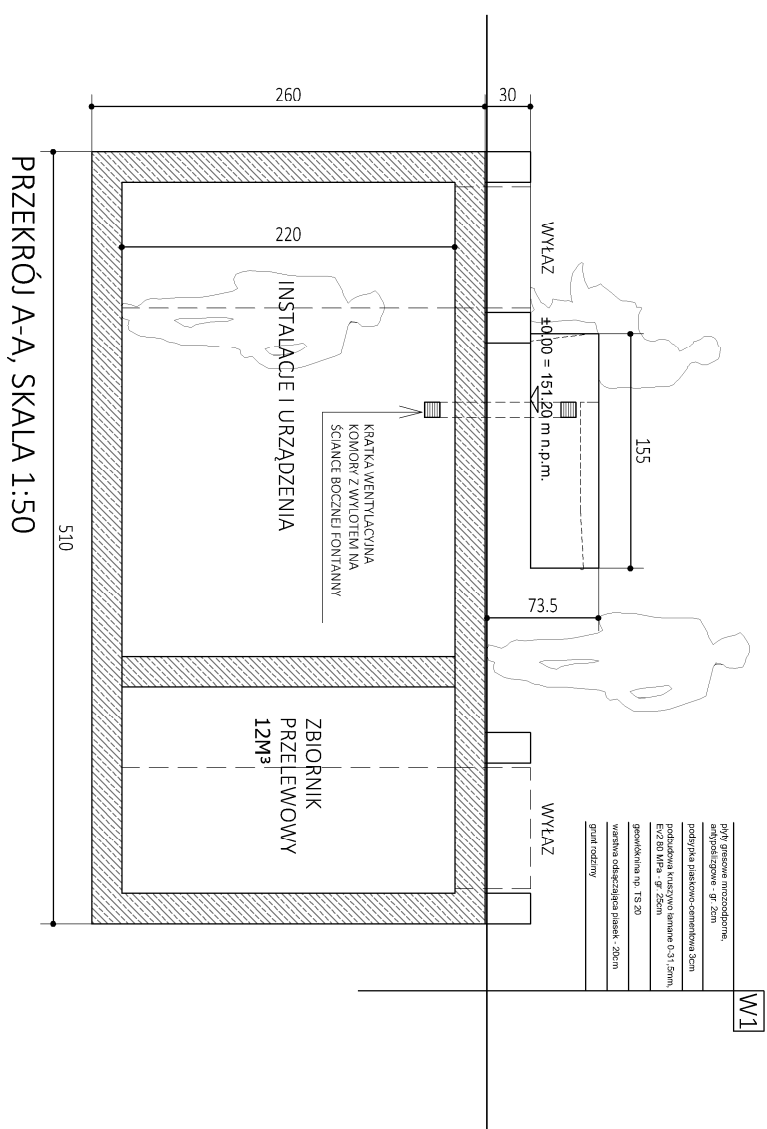 W1
płyty gresowe mrozoodporne,
antypoślizgowe - gr. 2cm
podsypka piaskowo-cementowa 3cm
podbudowa kruszywo łamane 0-31,5mm,
EV2 80 MPa - gr. 25cm
geowłóknina np. TS 20
warstwa odsączająca piasek - 20cm
grunt rodzimy
155
WYŁAZ
±0.00 = 151.20 m n.p.m.
73.5
WYŁAZ
30
260
220
KRATKA WENTYLACYJNA
KOMORY Z WYLOTEM NA
ŚCIANCE BOCZNEJ FONTANNY
INSTALACJE I URZĄDZENIA
ZBIORNIK
PRZELEWOWY
12M³
510
PRZEKRÓJ A-A, SKALA 1:50